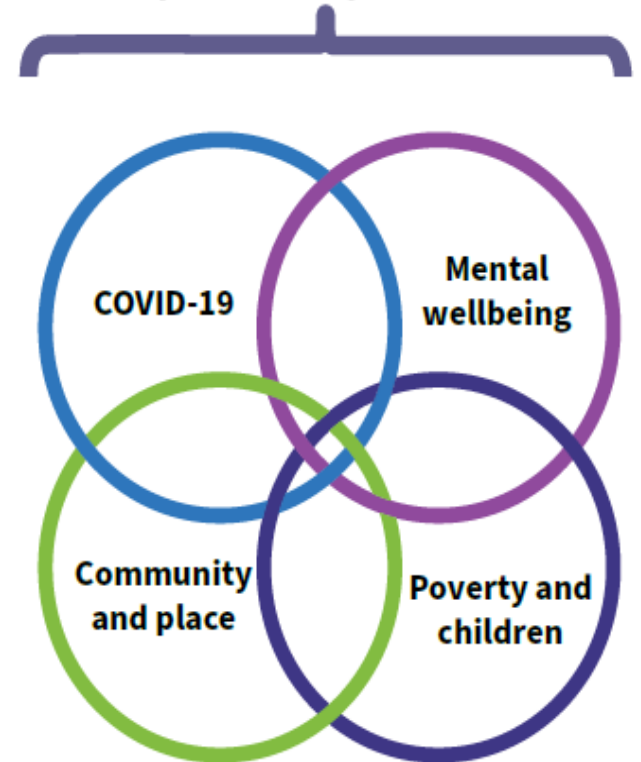 COVID-19
Mental
wellbeing
Community
and place
Poverty and
children